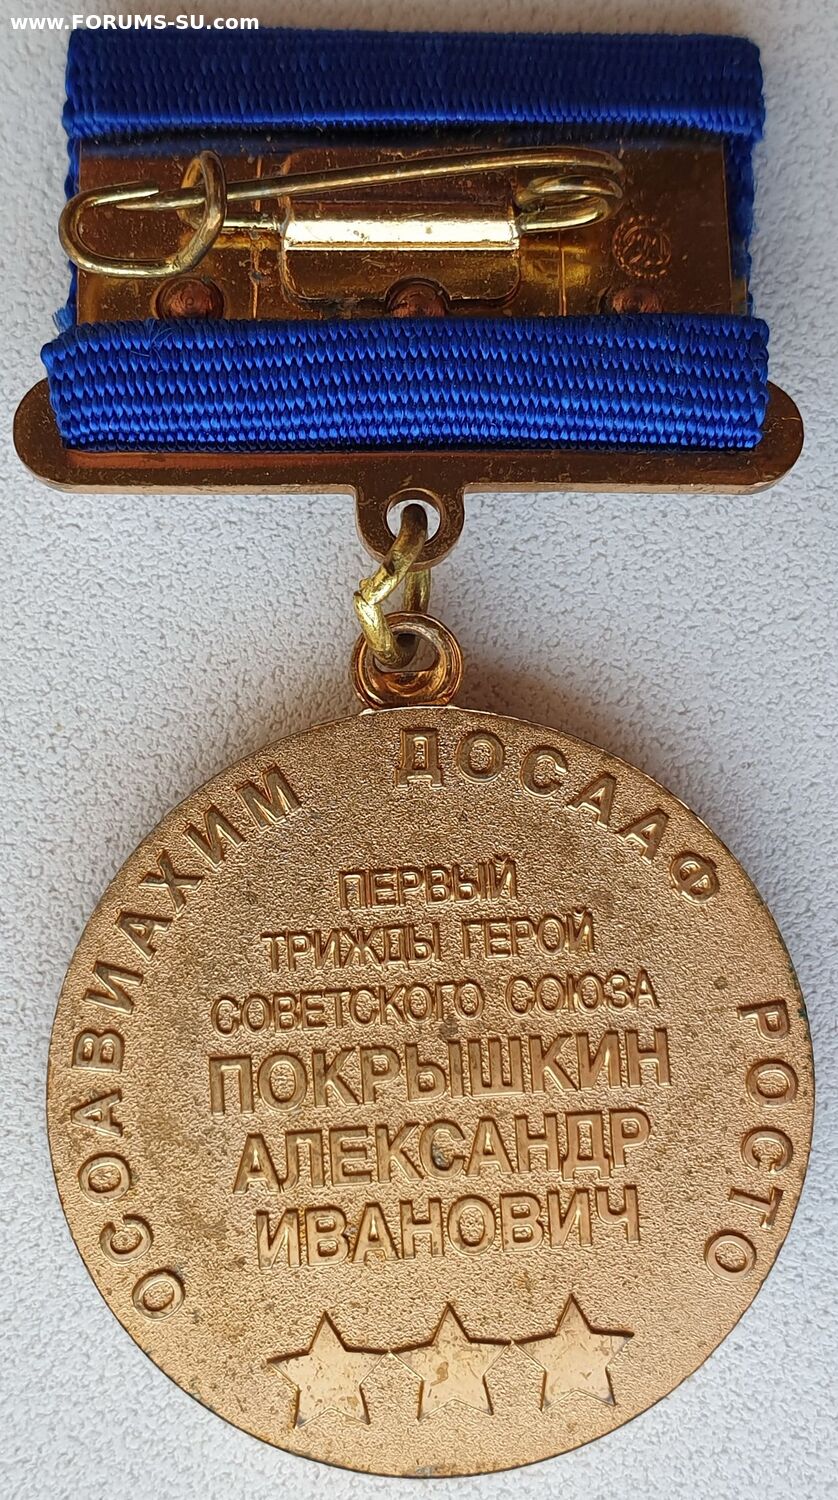 www.FORUMS-SU.com
ОСОАВИАХИМ ДОСААФ РОСТО
ПЕРВЫЙ
ТРИЖДЫ ГЕРОЙ
СОВЕТСКОГО СОЮЗА
ПОКРЫШКИН
АЛЕКСАНДР
ИВАНОВИЧ